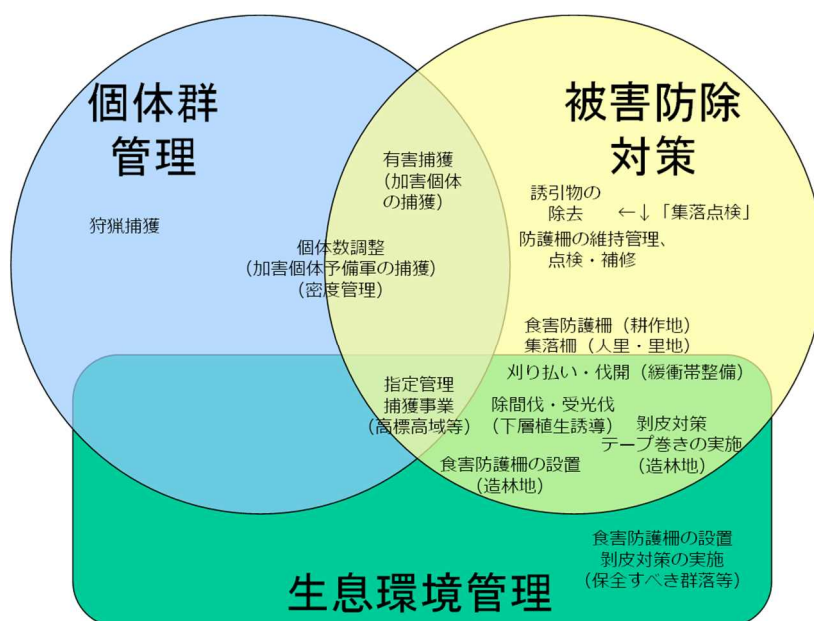 個体群
管理
被害防除
対策
有害捕獲
(加害個体
の捕獲)
誘引物の
除去　←↓「集落点検」
狩猟捕獲
防護柵の維持管理、
点検・補修
個体数調整
(加害個体予備軍の捕獲)
(密度管理)
食害防護柵（耕作地）
集落柵（人里・里地）
刈り払い・伐開（緩衝帯整備）
指定管理
捕獲事業
(高標高域等)
除間伐・受光伐
(下層植生誘導)
剥皮対策
テープ巻きの実施
(造林地)
食害防護柵の設置
(造林地)
食害防護柵の設置
剥皮対策の実施
(保全すべき群落等)
生息環境管理